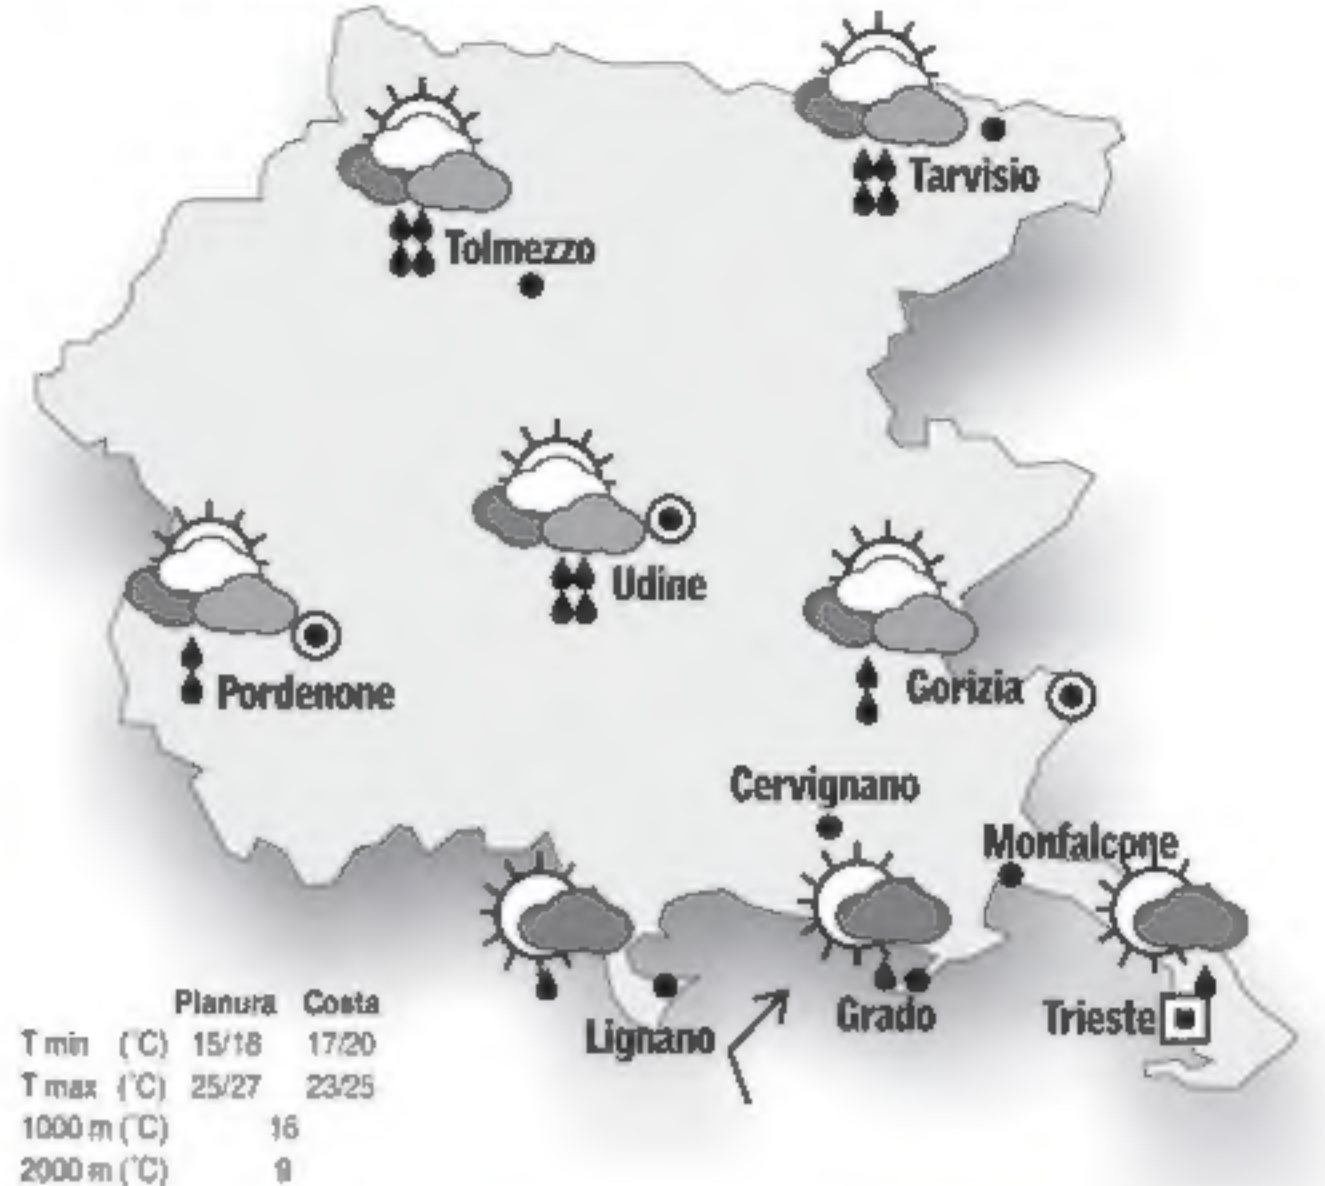 Tarvisio
Tolmezzo
Udine
Pordenone
Gorizia
Cervignano
Monfalcone
Grado
Trieste
Lignano
Pianura Costa
T min (°C) 15/18 17/20
T max (°C) 25/27 23/25
1000 m (°C) 16
2000 m (°C) 9